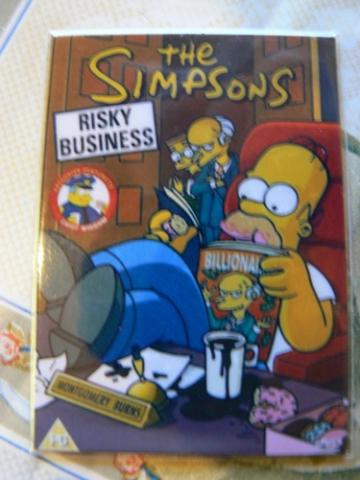 THE
SIMPSONS
RISKY
BUSINESS
BILLIONAI
MONTGOMERY BURNS
PG